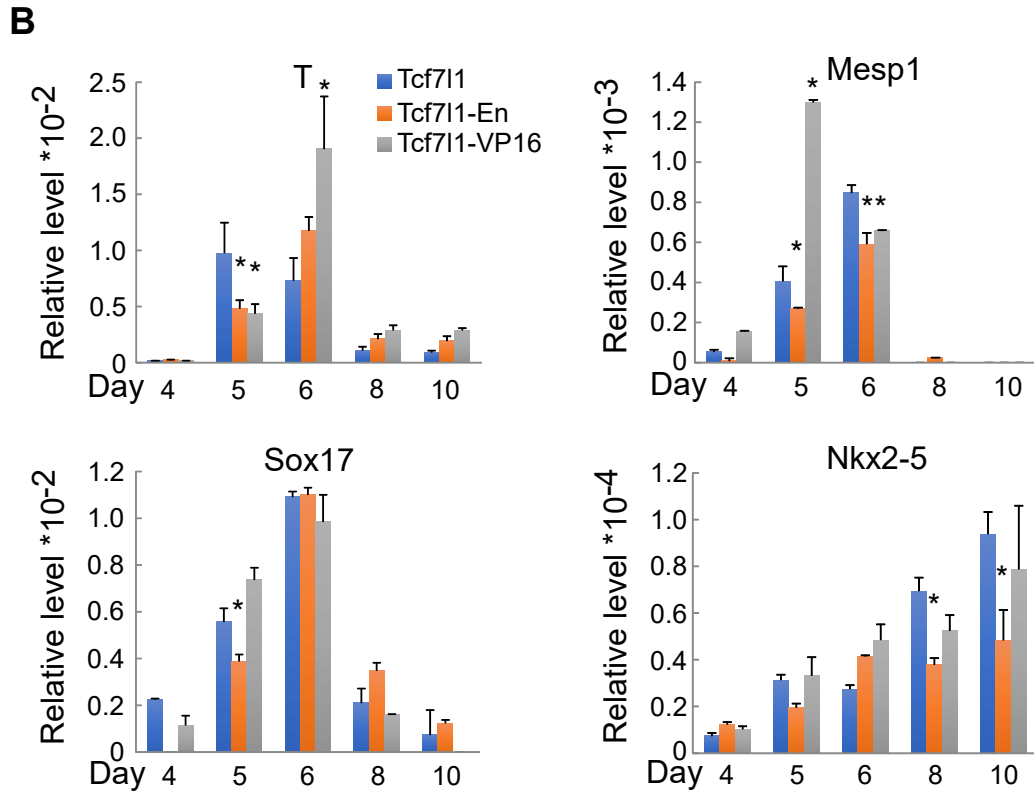 B
T
Tcf7l1
Tcf7l1-En
Tcf7l1-VP16
Relative level *10-2
2.5
2.0
1.5
1.0
0.5
0
*
*
*
Day 4 5 6 8 10
Mesp1
Relative level *10-3
1.4
1.2
1.0
0.8
0.6
0.4
0.2
0
*
*
**
Day 4 5 6 8 10
Sox17
Relative level *10-2
1.2
1.0
0.8
0.6
0.4
0.2
0
*
Day 4 5 6 8 10
Nkx2-5
Relative level *10-4
1.2
1.0
0.8
0.6
0.4
0.2
0
*
*
Day 4 5 6 8 10